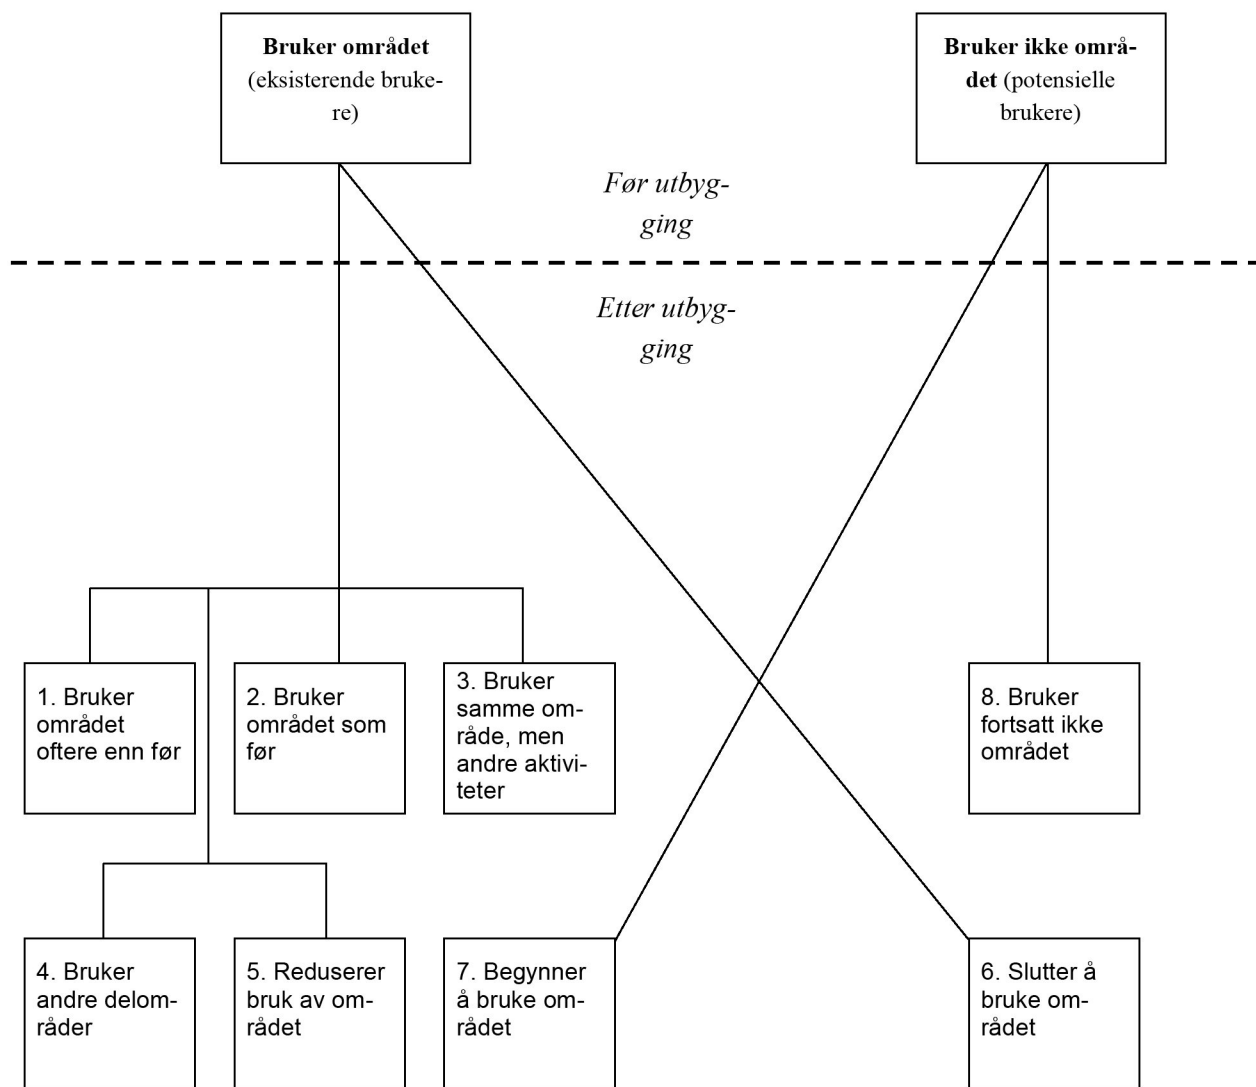 Bruker området
(eksisterende bruke-
re)
Bruker ikke områ-
det (potensielle
brukere)
Før utbyg-
ging
Etter utbyg-
ging
1. Bruker
området
oftere enn før
2. Bruker
området som
før
3. Bruker
samme om-
råde, men
andre aktivi-
teter
8. Bruker
fortsatt ikke
området
4. Bruker
andre delom-
råder
5. Reduserer
bruk av om-
rådet
7. Begynner
å bruke om-
rådet
6. Slutter å
bruke om-
rådet